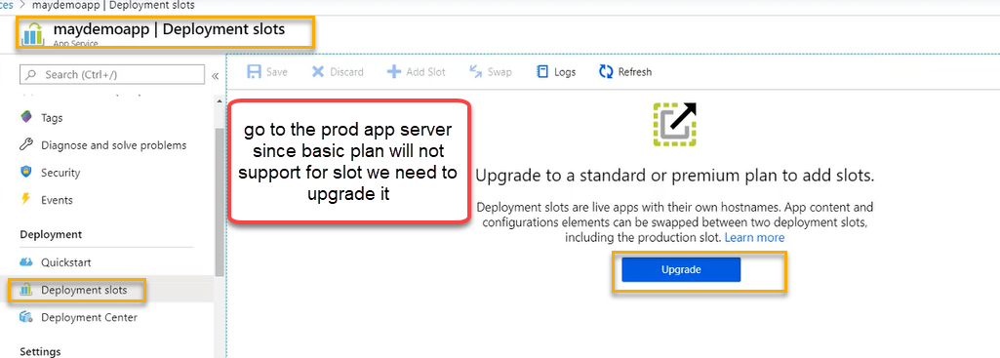 ces > maydemoapp | Deployment slots
maydemoapp | Deployment slots
App Service
Search (Ctrl+/)
«
Save
Discard
Add Slot
Swap
Logs
Refresh
Tags
Diagnose and solve problems
Security
Events
Deployment
Quickstart
Deployment slots
Deployment Center
Settings
go to the prod app server
since basic plan will not
support for slot we need to
upgrade it
Upgrade to a standard or premium plan to add slots.
Deployment slots are live apps with their own hostnames. App content and
configurations elements can be swapped between two deployment slots,
including the production slot. Learn more
Upgrade